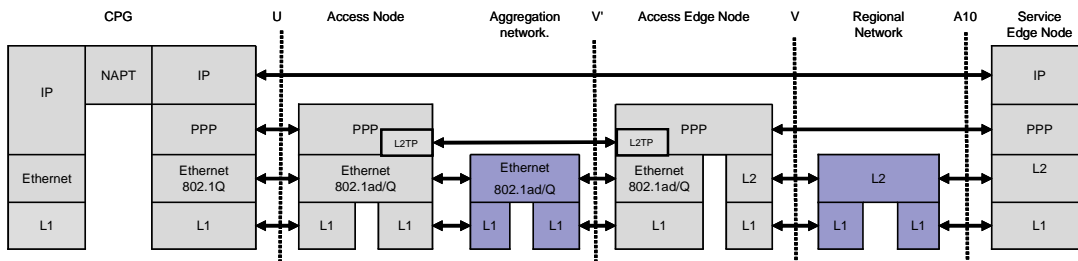 CPG
U
Access Node
Aggregation
network.
V'
Access Edge Node
V
Regional
Network
A10
Service
Edge Node
IP
NAPT
IP
IP
PPP
PPP
L2TP
L2TP
PPP
PPP
Ethernet
Ethernet
802.1Q
Ethernet
802.1ad/Q
Ethernet
802.1ad/Q
Ethernet
802.1ad/Q
L2
L2
L2
L1
L1
L1
L1
L1
L1
L1
L1
L1
L1
L1